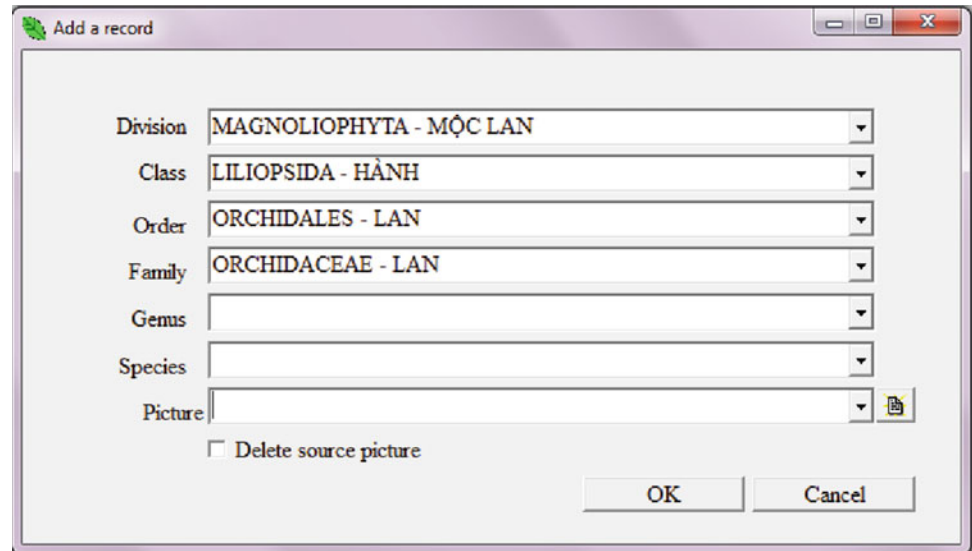 Add a record
Division MAGNOLIOPHYTA - MỘC LAN
Class LILIOPSIDA - HÀNH
Order ORCHIDALES - LAN
Family ORCHIDACEAE - LAN
Genus
Species
Picture
Delete source picture
OK Cancel